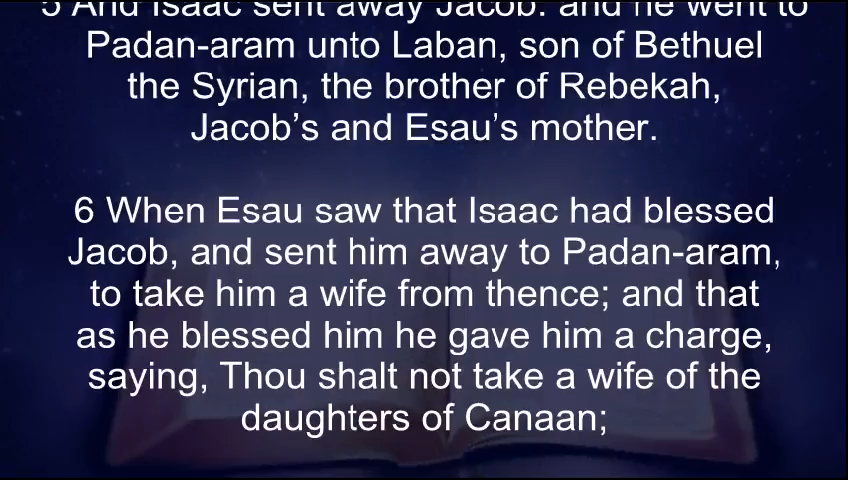 5 And Isaac sent away Jacob: and he went to
Padan-aram unto Laban, son of Bethuel
the Syrian, the brother of Rebekah,
Jacob’s and Esau’s mother.
6 When Esau saw that Isaac had blessed
Jacob, and sent him away to Padan-aram,
to take him a wife from thence; and that
as he blessed him he gave him a charge,
saying, Thou shalt not take a wife of the
daughters of Canaan;